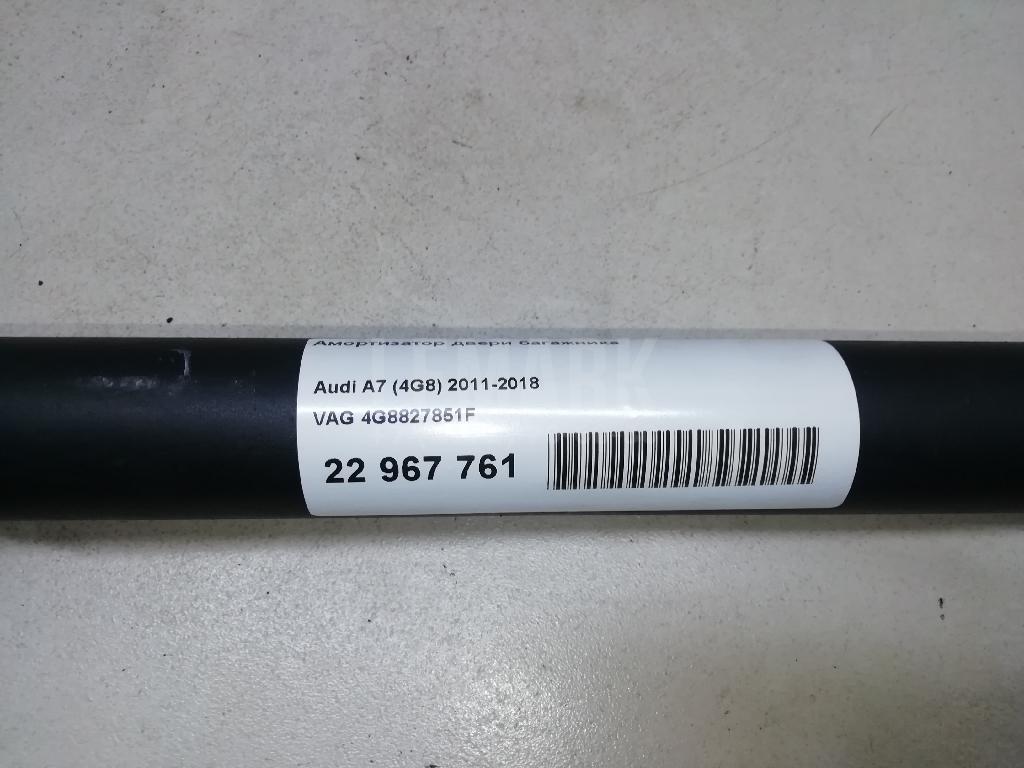 Амортизатор двери багажника
Audi A7 (4G8) 2011-2018
VAG 4G8827851F
22 967 761